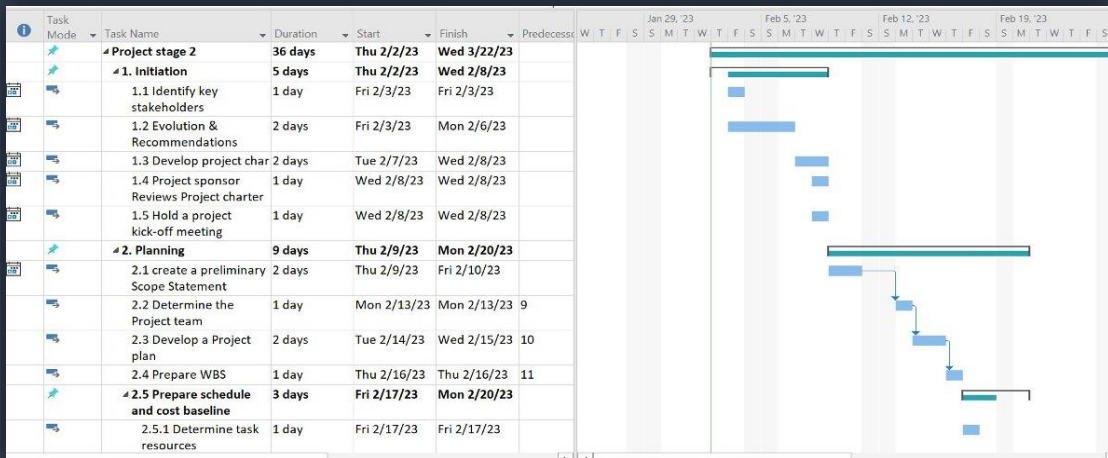 Task Mode Task Name Duration Start Finish Predecesso
Jan 29, '23 Feb 5, '23 Feb 12, '23 Feb 19, '23
W T F S S M T W T F S S M T W T F S S M T W T F S S M T W T F S
Project stage 2 36 days Thu 2/2/23 Wed 3/22/23
1. Initiation 5 days Thu 2/2/23 Wed 2/8/23
1.1 Identify key stakeholders 1 day Fri 2/3/23 Fri 2/3/23
1.2 Evolution & Recommendations 2 days Fri 2/3/23 Mon 2/6/23
1.3 Develop project char 2 days Tue 2/7/23 Wed 2/8/23
1.4 Project sponsor Reviews Project charter 1 day Wed 2/8/23 Wed 2/8/23
1.5 Hold a project kick-off meeting 1 day Wed 2/8/23 Wed 2/8/23
2. Planning 9 days Thu 2/9/23 Mon 2/20/23
2.1 create a preliminary Scope Statement 2 days Thu 2/9/23 Fri 2/10/23
2.2 Determine the Project team 1 day Mon 2/13/23 Mon 2/13/23 9
2.3 Develop a Project plan 2 days Tue 2/14/23 Wed 2/15/23 10
2.4 Prepare WBS 1 day Thu 2/16/23 Thu 2/16/23 11
2.5 Prepare schedule and cost baseline 3 days Fri 2/17/23 Mon 2/20/23
2.5.1 Determine task resources 1 day Fri 2/17/23 Fri 2/17/23